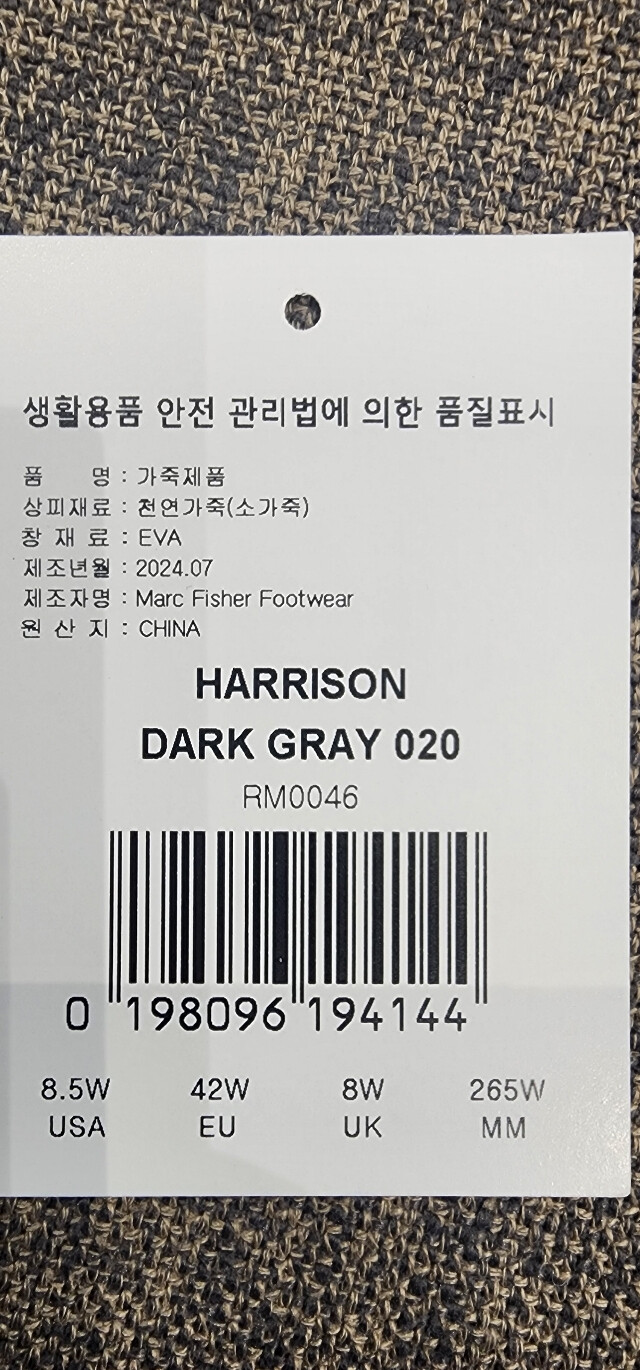 생활용품 안전 관리법에 의한 품질표시
품 명 : 가죽제품
상피재료 : 천연가죽(소가죽)
창 재 료 : EVA
제조년월 : 2024.07
제조자명 : Marc Fisher Footwear
원 산 지 : CHINA
HARRISON
DARK GRAY 020
RM0046
0 198096 194144
8.5W 42W 8W 265W
USA EU UK MM